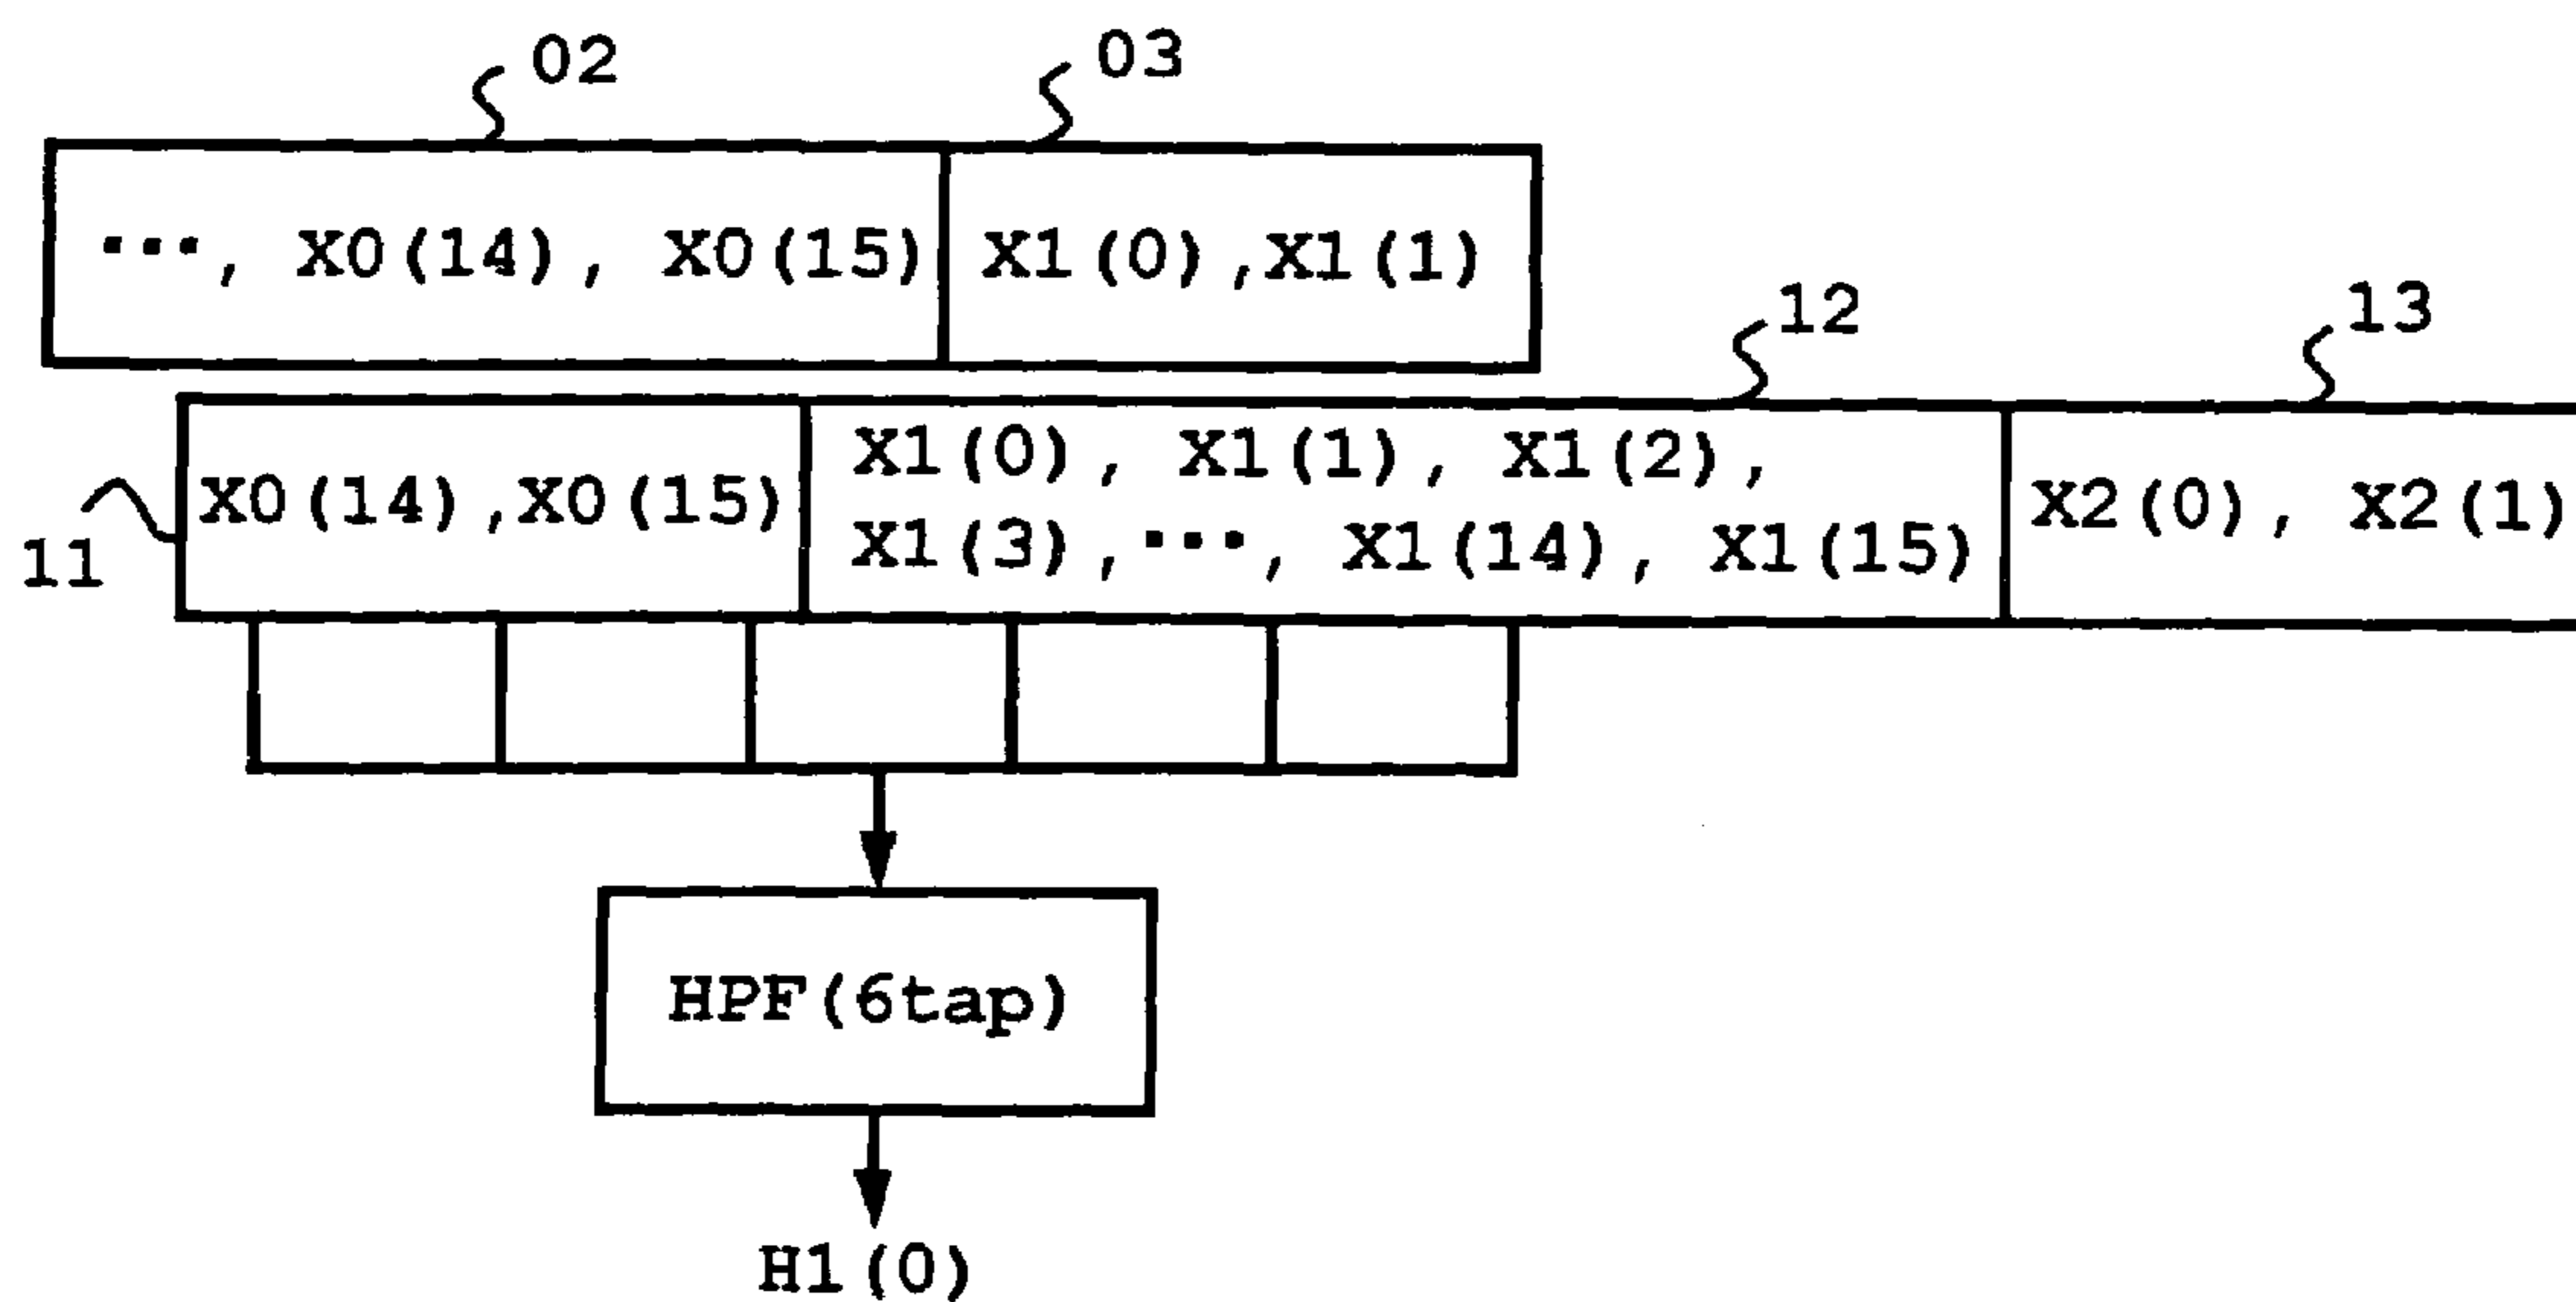 02
03
⋯, X0(14), X0(15)
X1(0),X1(1)
12
13
11
X0(14),X0(15)
X1(0), X1(1), X1(2),
X1(3),⋯, X1(14), X1(15)
X2(0), X2(1)
HPF(6tap)
H1(0)